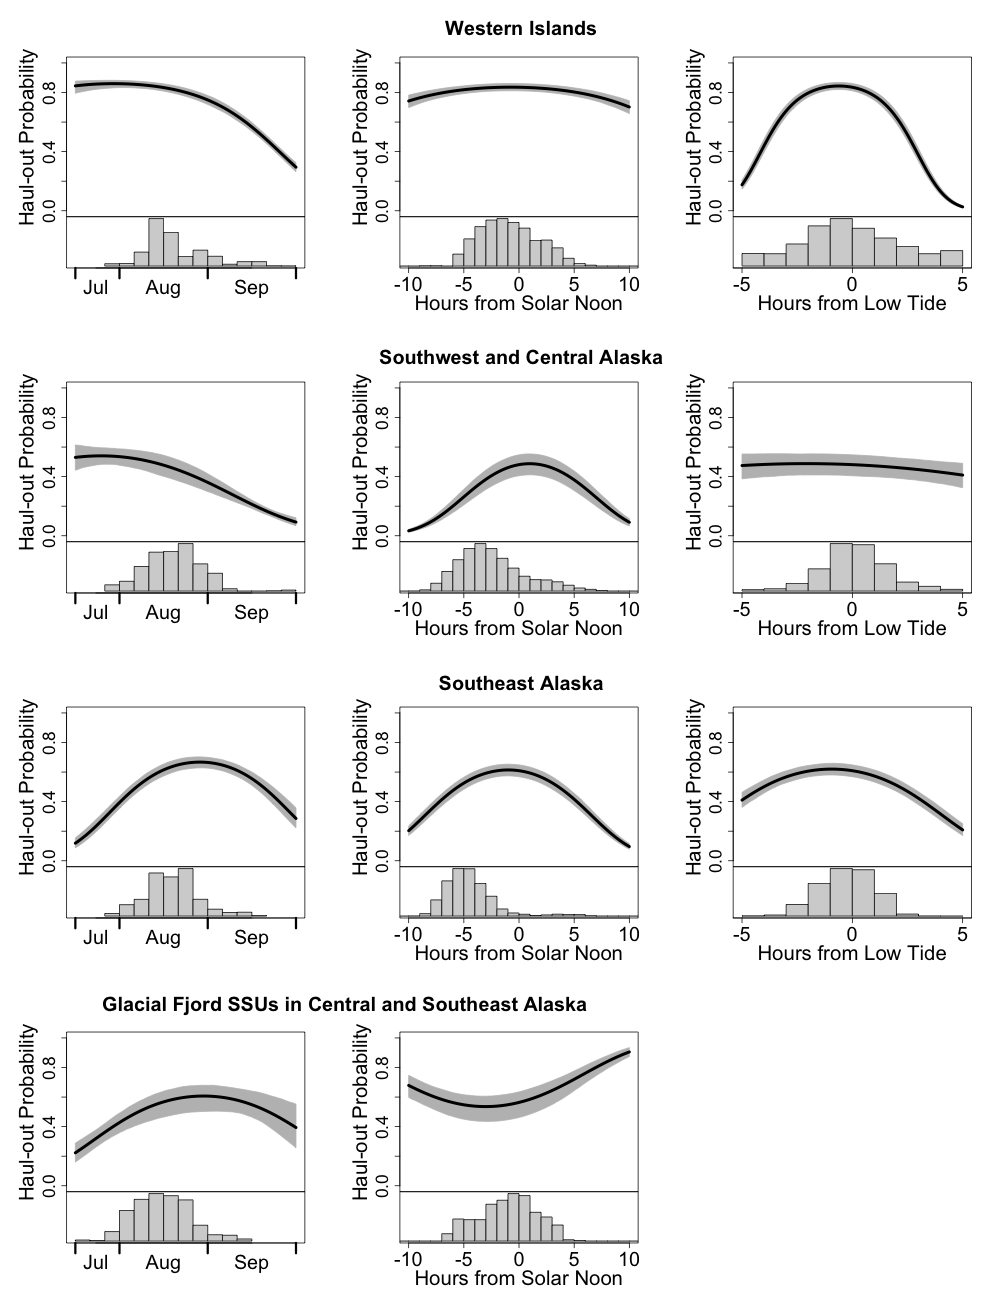 Western Islands
Haul-out Probability Haul-out Probability Haul-out Probability
0.8 0.8 0.8
0.4 0.4 0.4
0.0 0.0 0.0
Jul Aug Sep -10 -5 0 5 10 -5 0 5
Hours from Solar Noon Hours from Low Tide
Southwest and Central Alaska
Haul-out Probability Haul-out Probability Haul-out Probability
0.8 0.8 0.8
0.4 0.4 0.4
0.0 0.0 0.0
Jul Aug Sep -10 -5 0 5 10 -5 0 5
Hours from Solar Noon Hours from Low Tide
Southeast Alaska
Haul-out Probability Haul-out Probability Haul-out Probability
0.8 0.8 0.8
0.4 0.4 0.4
0.0 0.0 0.0
Jul Aug Sep -10 -5 0 5 10 -5 0 5
Hours from Solar Noon Hours from Low Tide
Glacial Fjord SSUs in Central and Southeast Alaska
Haul-out Probability Haul-out Probability
0.8 0.8
0.4 0.4
0.0 0.0
Jul Aug Sep -10 -5 0 5 10
Hours from Solar Noon